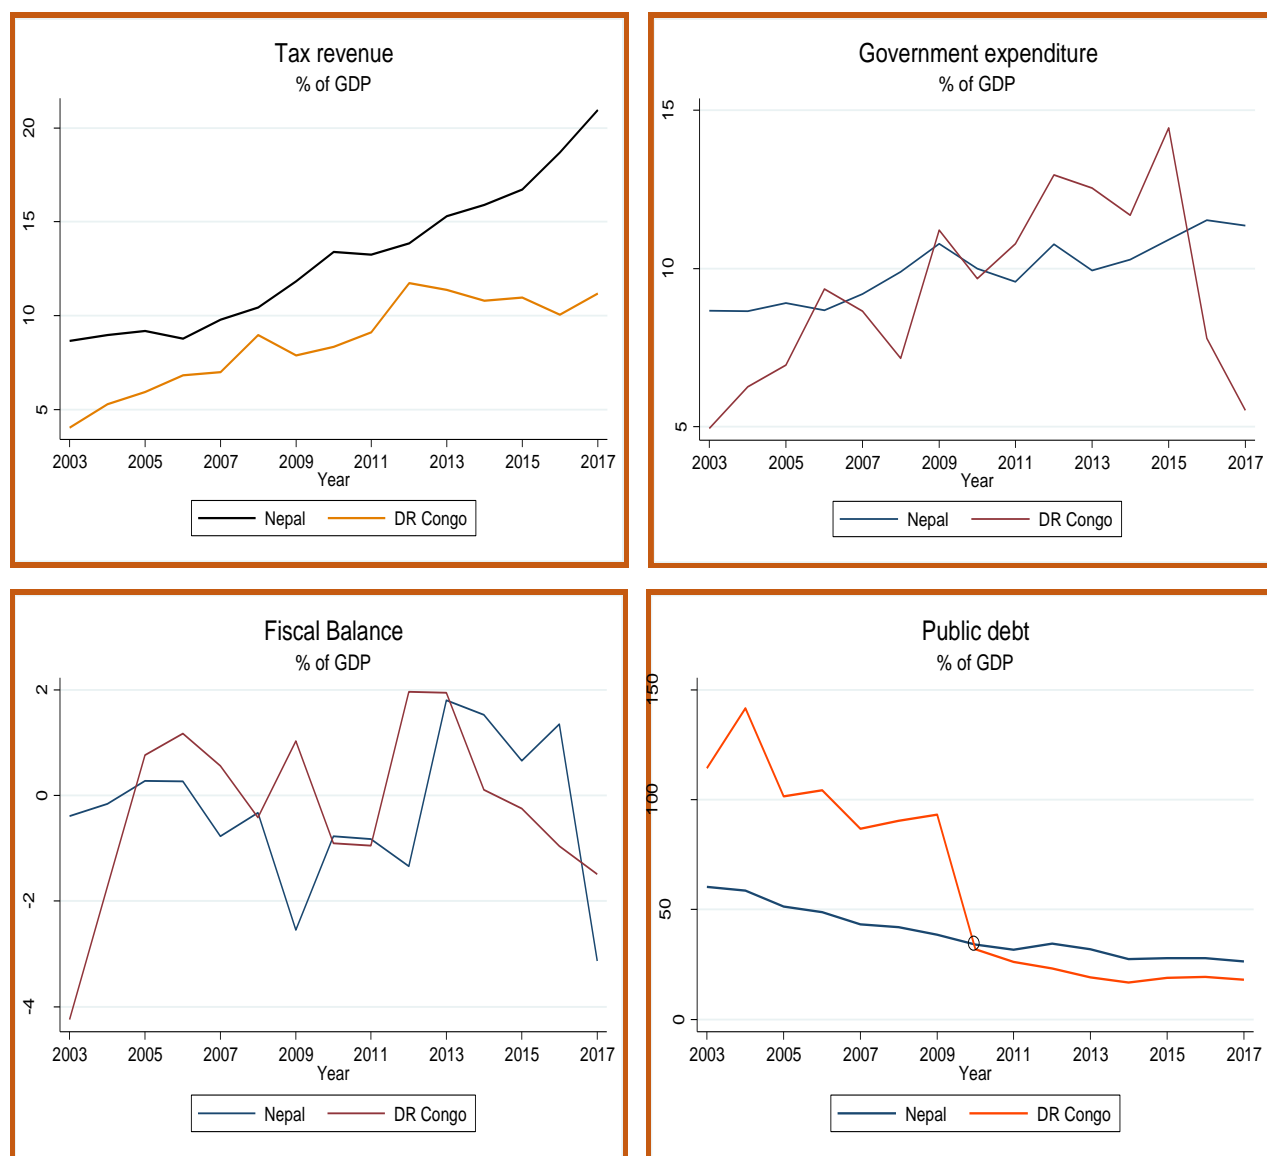 Tax revenue
% of GDP
20
15
10
5
2003 2005 2007 2009 2011 2013 2015 2017
Year
Nepal DR Congo
Government expenditure
% of GDP
15
10
5
2003 2005 2007 2009 2011 2013 2015 2017
Year
Nepal DR Congo
Fiscal Balance
% of GDP
2
0
-2
-4
2003 2005 2007 2009 2011 2013 2015 2017
Year
Nepal DR Congo
Public debt
% of GDP
150
100
50
0
2003 2005 2007 2009 2011 2013 2015 2017
Year
Nepal DR Congo